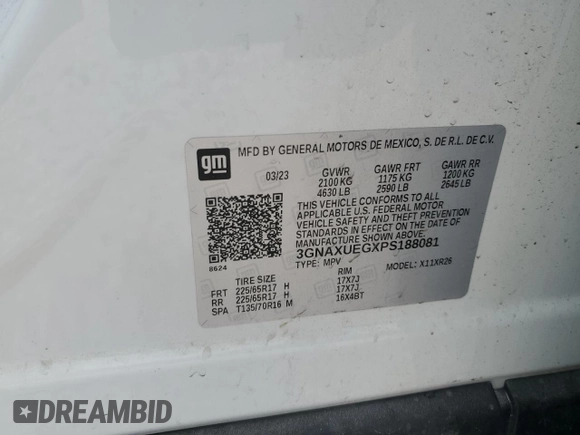 gm
MFD BY GENERAL MOTORS DE MEXICO, S. DE R.L. DE C.V.
03/23 GVWR GAWR FRT GAWR RR
2100 KG 1175 KG 1200 KG
4630 LB 2590 LB 2645 LB
THIS VEHICLE CONFORMS TO ALL
APPLICABLE U.S. FEDERAL MOTOR
VEHICLE SAFETY AND THEFT PREVENTION
STANDARDS IN EFFECT ON THE DATE OF
MANUFACTURE SHOWN ABOVE.
3GNAXUEGXPS188081
8624 TYPE: MPV MODEL: X11XR26
TIRE SIZE RIM
FRT 225/65R17 H 17X7J
RR 225/65R17 H 17X7J
SPA T135/70R16 M 16X4BT
DREAMBID